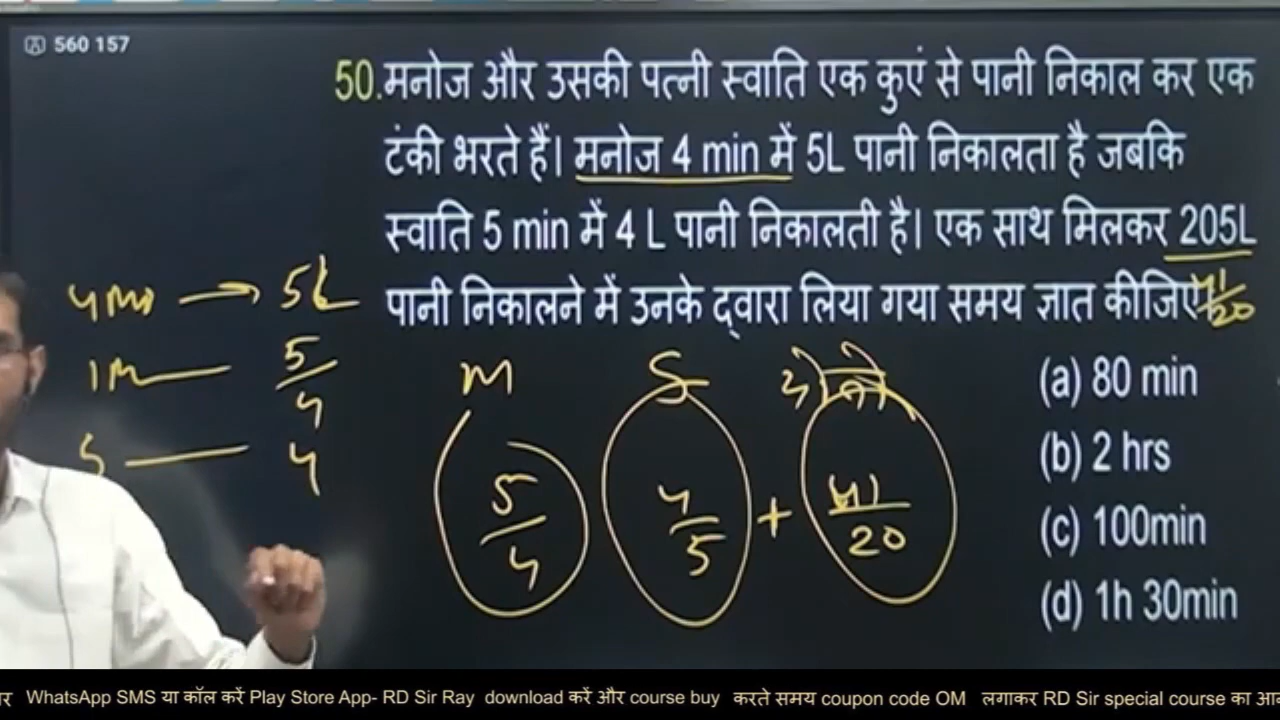 560 157
50.मनोज और उसकी पत्नी स्वाति एक कुएं से पानी निकाल कर एक
टंकी भरते हैं। मनोज 4 min में 5L पानी निकालता है जबकि
स्वाति 5 min में 4 L पानी निकालती है। एक साथ मिलकर 205L
पानी निकालने में उनके द्वारा लिया गया समय ज्ञात कीजिए।
41/20
4M → 5L
1M — 5/4
5 — 4
M S
5/4 4/5 + 41/20
(a) 80 min
(b) 2 hrs
(c) 100min
(d) 1h 30min
WhatsApp SMS या कॉल करें Play Store App- RD Sir Ray download करें और course buy करते समय coupon code OM लगाकर RD Sir special course का